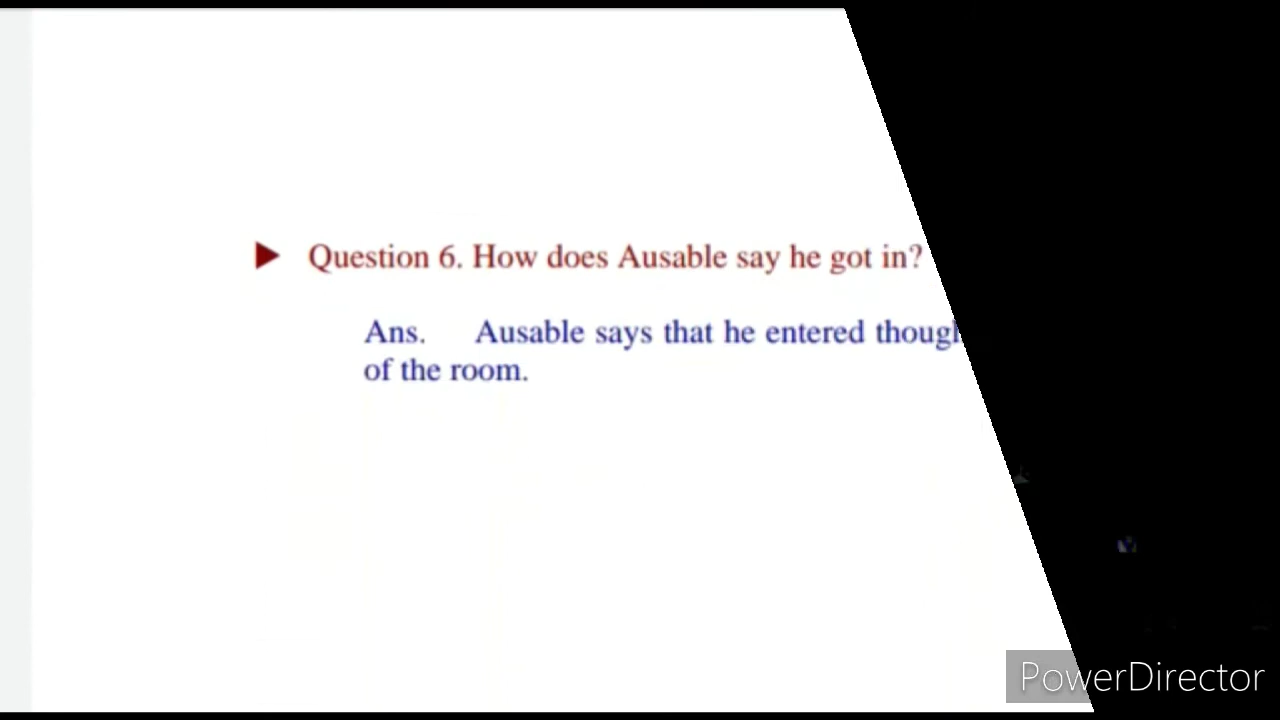 ▶ Question 6. How does Ausable say he got in?
Ans. Ausable says that he entered though
of the room.
PowerDirector